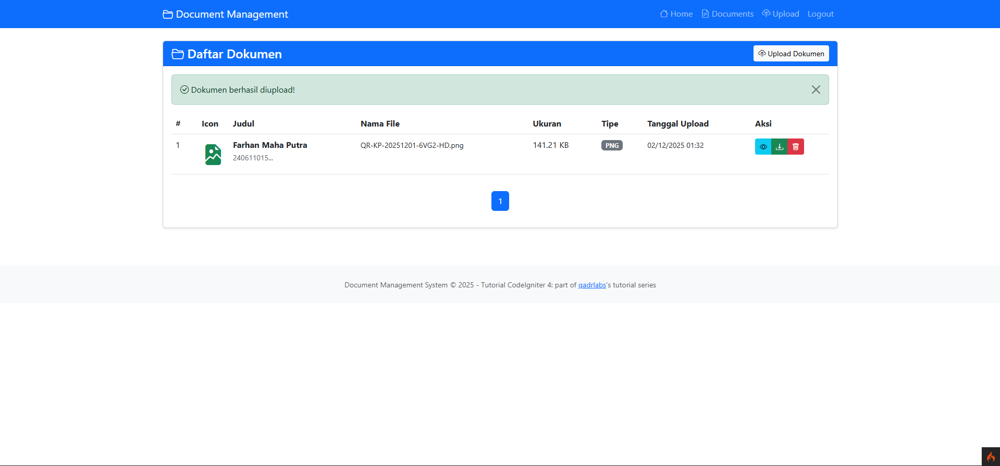 Document Management
Home Documents Upload Logout
Daftar Dokumen
Upload Dokumen
Dokumen berhasil diupload!
# Icon Judul Nama File Ukuran Tipe Tanggal Upload Aksi
1 Farhan Maha Putra QR-KP-20251201-6VG2-HD.png 141.21 KB PNG 02/12/2025 01:32
240611015...
1
Document Management System © 2025 - Tutorial CodeIgniter 4: part of qadrlabs's tutorial series